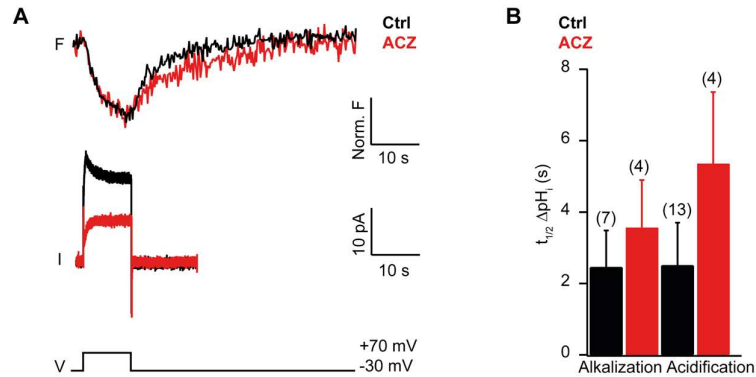 A
Ctrl
ACZ
F
Norm. F
10 s
I
10 pA
10 s
V
+70 mV
-30 mV
B
Ctrl
ACZ
t1/2 ΔpHi (s)
8
6
4
2
0
(7)
(4)
(13)
(4)
Alkalization Acidification